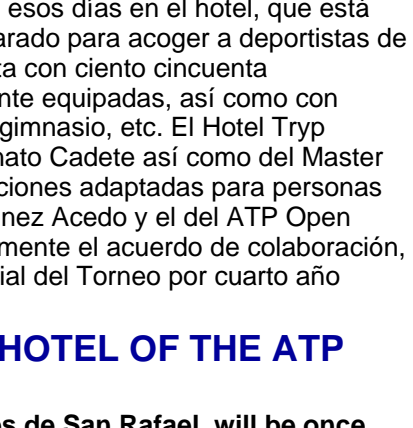 esos días en el hotel, que está
arado para acoger a deportistas de
ta con ciento cincuenta
nte equipadas, así como con
gimnasio, etc. El Hotel Tryp
nato Cadete así como del Master
ciones adaptadas para personas
nez Acedo y el del ATP Open
mente el acuerdo de colaboración,
ial del Torneo por cuarto año
HOTEL OF THE ATP
os de San Rafael, will be once